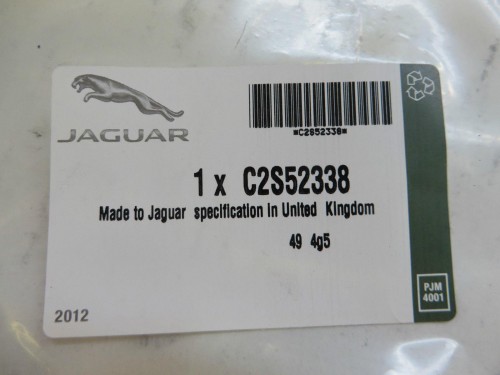 JAGUAR
*C2S52338*
1 x C2S52338
Made to Jaguar specification in United Kingdom
49 4g5
2012
PJM
4001